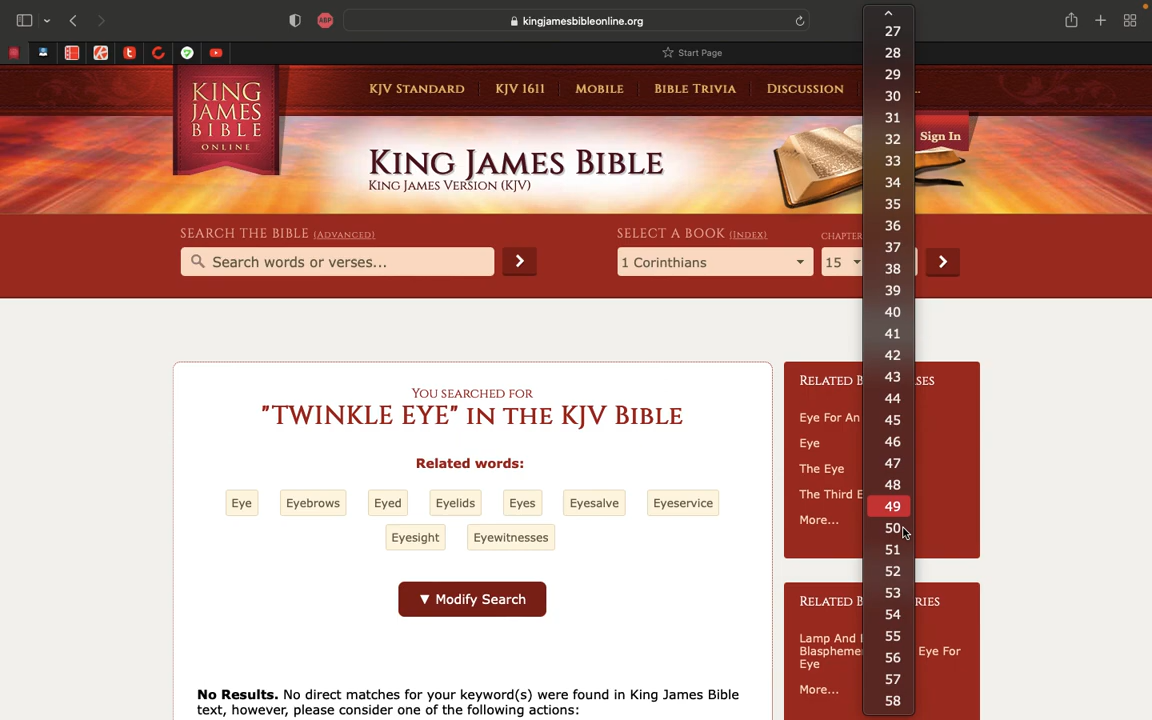 kingjamesbibleonline.org
Start Page
KING
JAMES
BIBLE
ONLINE
KJV STANDARD
KJV 1611
MOBILE
BIBLE TRIVIA
DISCUSSION
Sign In
KING JAMES BIBLE
KING JAMES VERSION (KJV)
SEARCH THE BIBLE (ADVANCED)
Search words or verses...
SELECT A BOOK (INDEX)
CHAPTER
1 Corinthians
15
27
28
29
30
31
32
33
34
35
36
37
38
39
40
41
42
43
44
45
46
47
48
49
50
51
52
53
54
55
56
57
58
YOU SEARCHED FOR
"TWINKLE EYE" IN THE KJV BIBLE
Related words:
Eye Eyebrows Eyed Eyelids Eyes Eyesalve Eyeservice
Eyesight Eyewitnesses
▼ Modify Search
No Results. No direct matches for your keyword(s) were found in King James Bible
text, however, please consider one of the following actions:
RELATED
Eye For An
Eye
The Eye
The Third
More...
RELATED
Lamp And
Eye For
Eye
More...